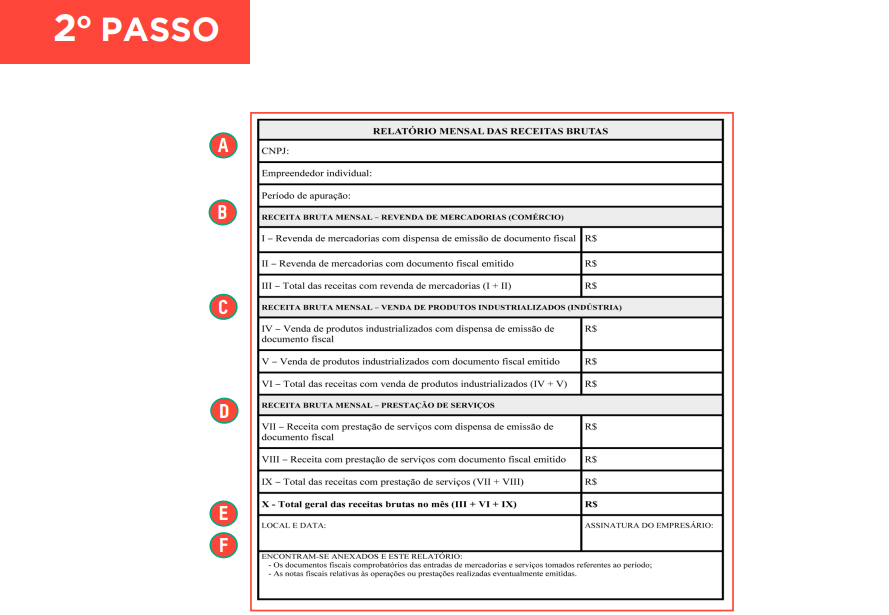 2º PASSO
RELATÓRIO MENSAL DAS RECEITAS BRUTAS
A
CNPJ:
Empreendedor individual:
Período de apuração:
B
RECEITA BRUTA MENSAL – REVENDA DE MERCADORIAS (COMÉRCIO)
I – Revenda de mercadorias com dispensa de emissão de documento fiscal R$
II – Revenda de mercadorias com documento fiscal emitido R$
III – Total das receitas com revenda de mercadorias (I + II) R$
C
RECEITA BRUTA MENSAL – VENDA DE PRODUTOS INDUSTRIALIZADOS (INDÚSTRIA)
IV – Venda de produtos industrializados com dispensa de emissão de R$
documento fiscal
V – Venda de produtos industrializados com documento fiscal emitido R$
VI – Total das receitas com venda de produtos industrializados (IV + V) R$
D
RECEITA BRUTA MENSAL – PRESTAÇÃO DE SERVIÇOS
VII – Receita com prestação de serviços com dispensa de emissão de R$
documento fiscal
VIII – Receita com prestação de serviços com documento fiscal emitido R$
IX – Total das receitas com prestação de serviços (VII + VIII) R$
X - Total geral das receitas brutas no mês (III + VI + IX) R$
E
LOCAL E DATA: ASSINATURA DO EMPRESÁRIO:
F
ENCONTRAM-SE ANEXADOS E ESTE RELATÓRIO:
- Os documentos fiscais comprobatórios das entradas de mercadorias e serviços tomados referentes ao período;
- As notas fiscais relativas às operações ou prestações realizadas eventualmente emitidas.